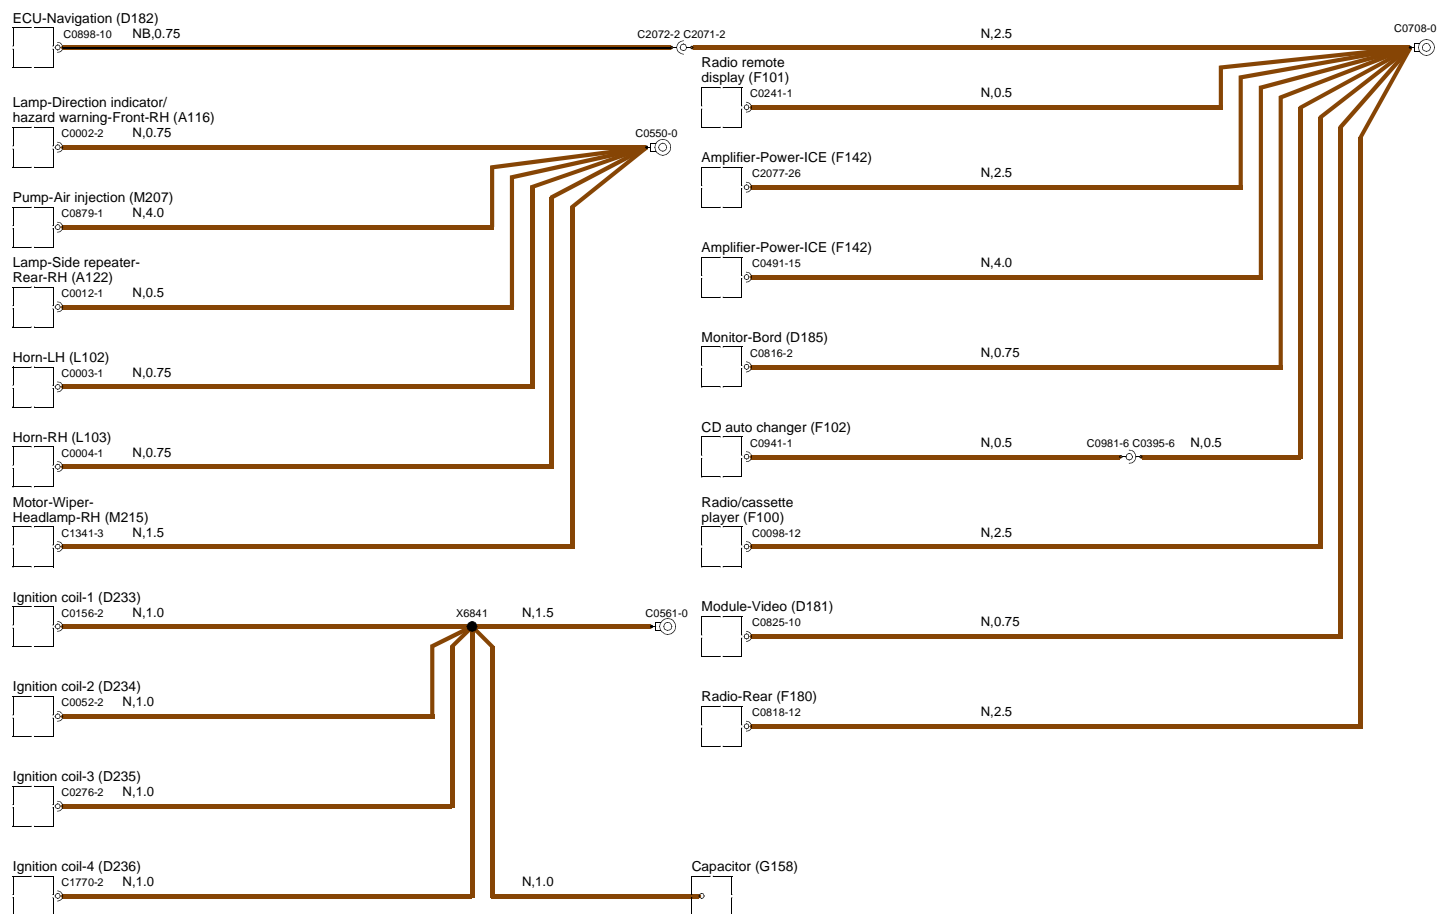 ECU-Navigation (D182)
C0898-10 NB,0.75 C2072-2 C2071-2 N,2.5 C0708-0
Radio remote
display (F101)
C0241-1 N,0.5
Lamp-Direction indicator/
hazard warning-Front-RH (A116)
C0002-2 N,0.75 C0550-0
Amplifier-Power-ICE (F142)
C2077-26 N,2.5
Pump-Air injection (M207)
C0879-1 N,4.0
Amplifier-Power-ICE (F142)
C0491-15 N,4.0
Lamp-Side repeater-
Rear-RH (A122)
C0012-1 N,0.5
Monitor-Bord (D185)
C0816-2 N,0.75
Horn-LH (L102)
C0003-1 N,0.75
CD auto changer (F102)
C0941-1 N,0.5 C0981-6 C0395-6 N,0.5
Horn-RH (L103)
C0004-1 N,0.75
Radio/cassette
player (F100)
C0098-12 N,2.5
Motor-Wiper-
Headlamp-RH (M215)
C1341-3 N,1.5
Ignition coil-1 (D233)
C0156-2 N,1.0 X6841 N,1.5 C0561-0
Module-Video (D181)
C0825-10 N,0.75
Ignition coil-2 (D234)
C0052-2 N,1.0
Radio-Rear (F180)
C0818-12 N,2.5
Ignition coil-3 (D235)
C0276-2 N,1.0
Ignition coil-4 (D236)
C1770-2 N,1.0 N,1.0
Capacitor (G158)